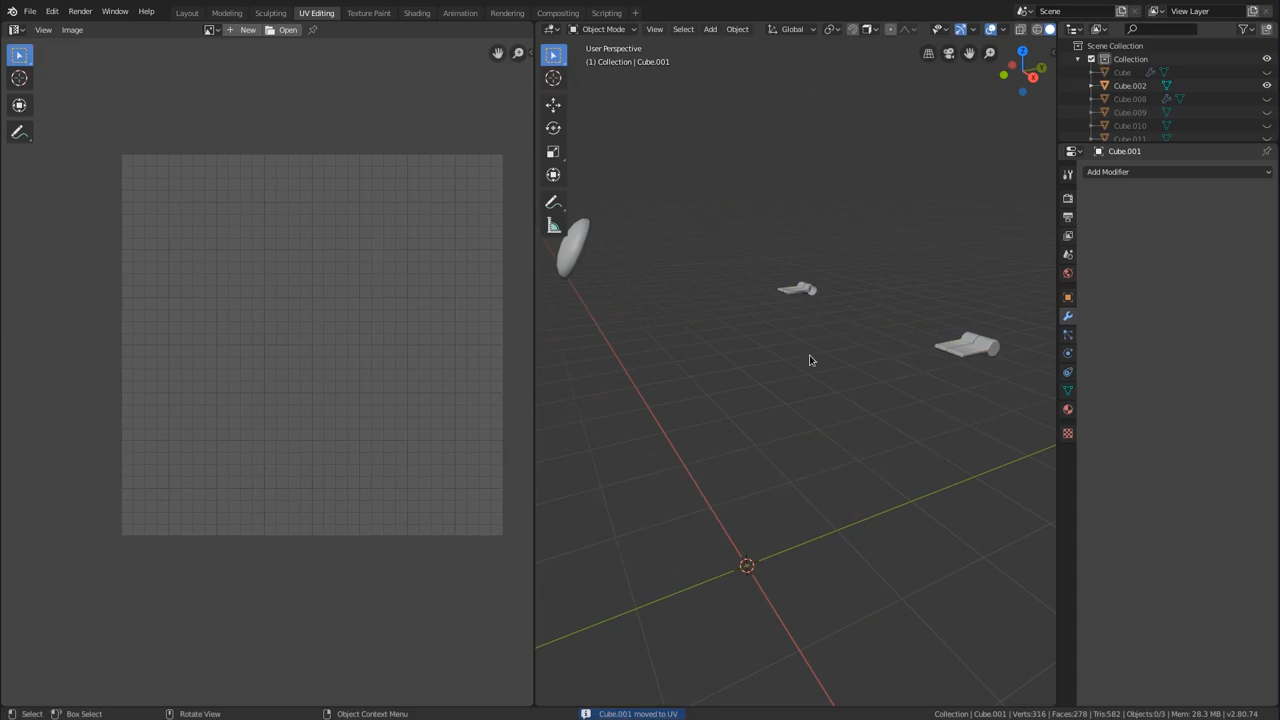 File Edit Render Window Help Layout Modeling Sculpting UV Editing Texture Paint Shading Animation Rendering Compositing Scripting + Scene View Layer
View Image New Open Object Mode View Select Add Object Global
User Perspective
(1) Collection | Cube.001
X
Y
Z
Scene Collection
Collection
Cube
Cube.002
Cube.008
Cube.009
Cube.010
Cube.011
Cube.001
Add Modifier
Select Box Select Rotate View Object Context Menu Cube.001 moved to UV Collection | Cube.001 | Verts:316 | Faces:278 | Tris:582 | Objects:0/3 | Mem: 28.3 MB | v2.80.74